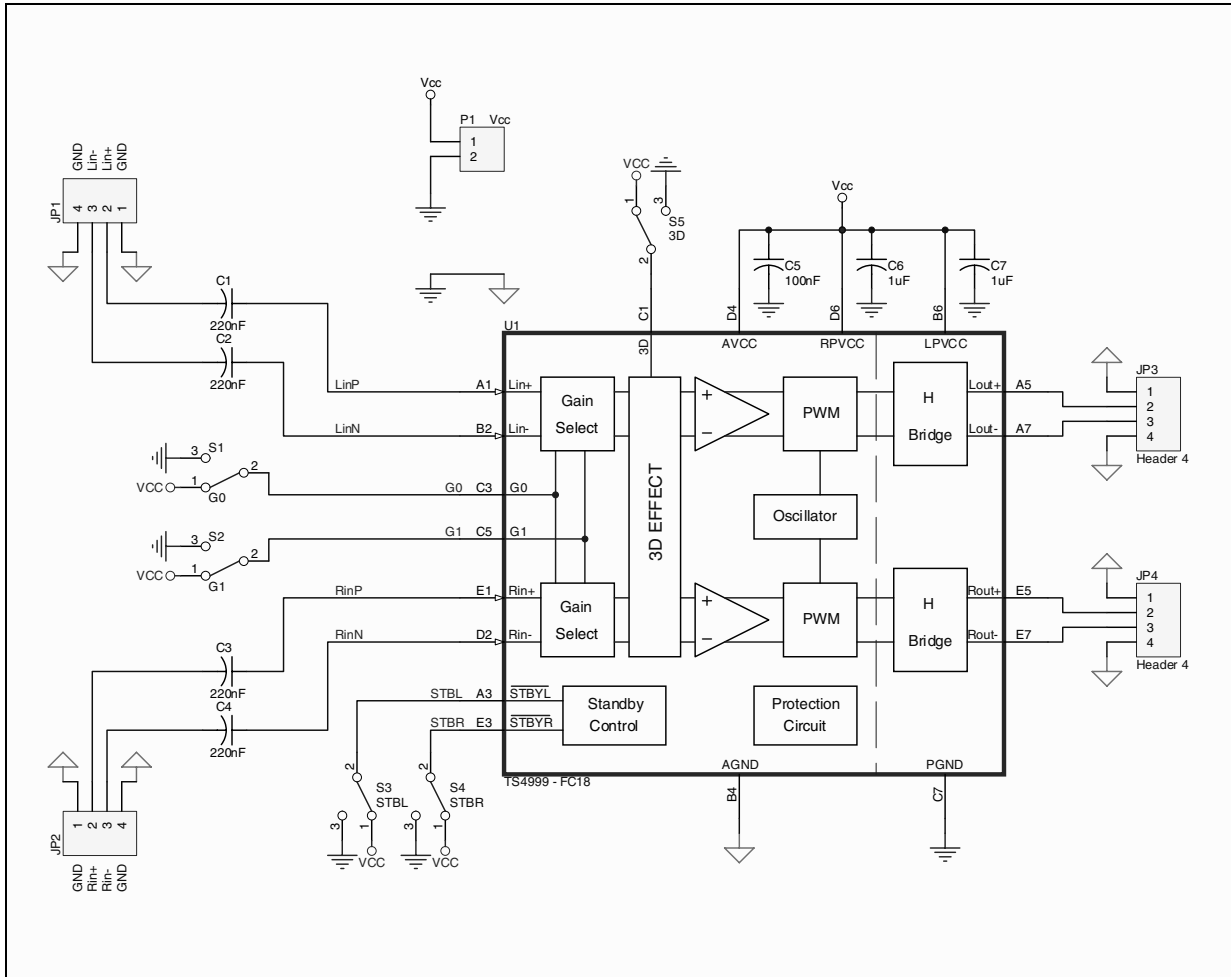 Vcc
P1 Vcc
1
2
GND
Lin-
Lin+
GND
JP1
4
3
2
1
VCC
1
3
S5
3D
2
C1
Vcc
C5
100nF
C6
1uF
C7
1uF
D4
D6
B6
C1
220nF
C2
220nF
U1
3D
AVCC
RPVCC
LPVCC
LinP
A1
Lin+
LinN
B2
Lin-
Gain
Select
3D EFFECT
+
−
PWM
H
Bridge
Lout+
A5
Lout-
A7
JP3
1
2
3
4
Header 4
3
S1
2
VCC
1
G0
G0
C3
G0
3
S2
2
VCC
1
G1
G1
C5
G1
Oscillator
RinP
E1
Rin+
RinN
D2
Rin-
Gain
Select
+
−
PWM
H
Bridge
Rout+
E5
Rout-
E7
JP4
1
2
3
4
Header 4
C3
220nF
C4
220nF
STBL
A3
STBYL
STBR
E3
STBYR
Standby
Control
Protection
Circuit
AGND
PGND
TS4999 - FC18
B4
C7
2
S3
STBL
3
1
VCC
2
S4
STBR
3
1
VCC
JP2
1
2
3
4
GND
Rin+
Rin-
GND